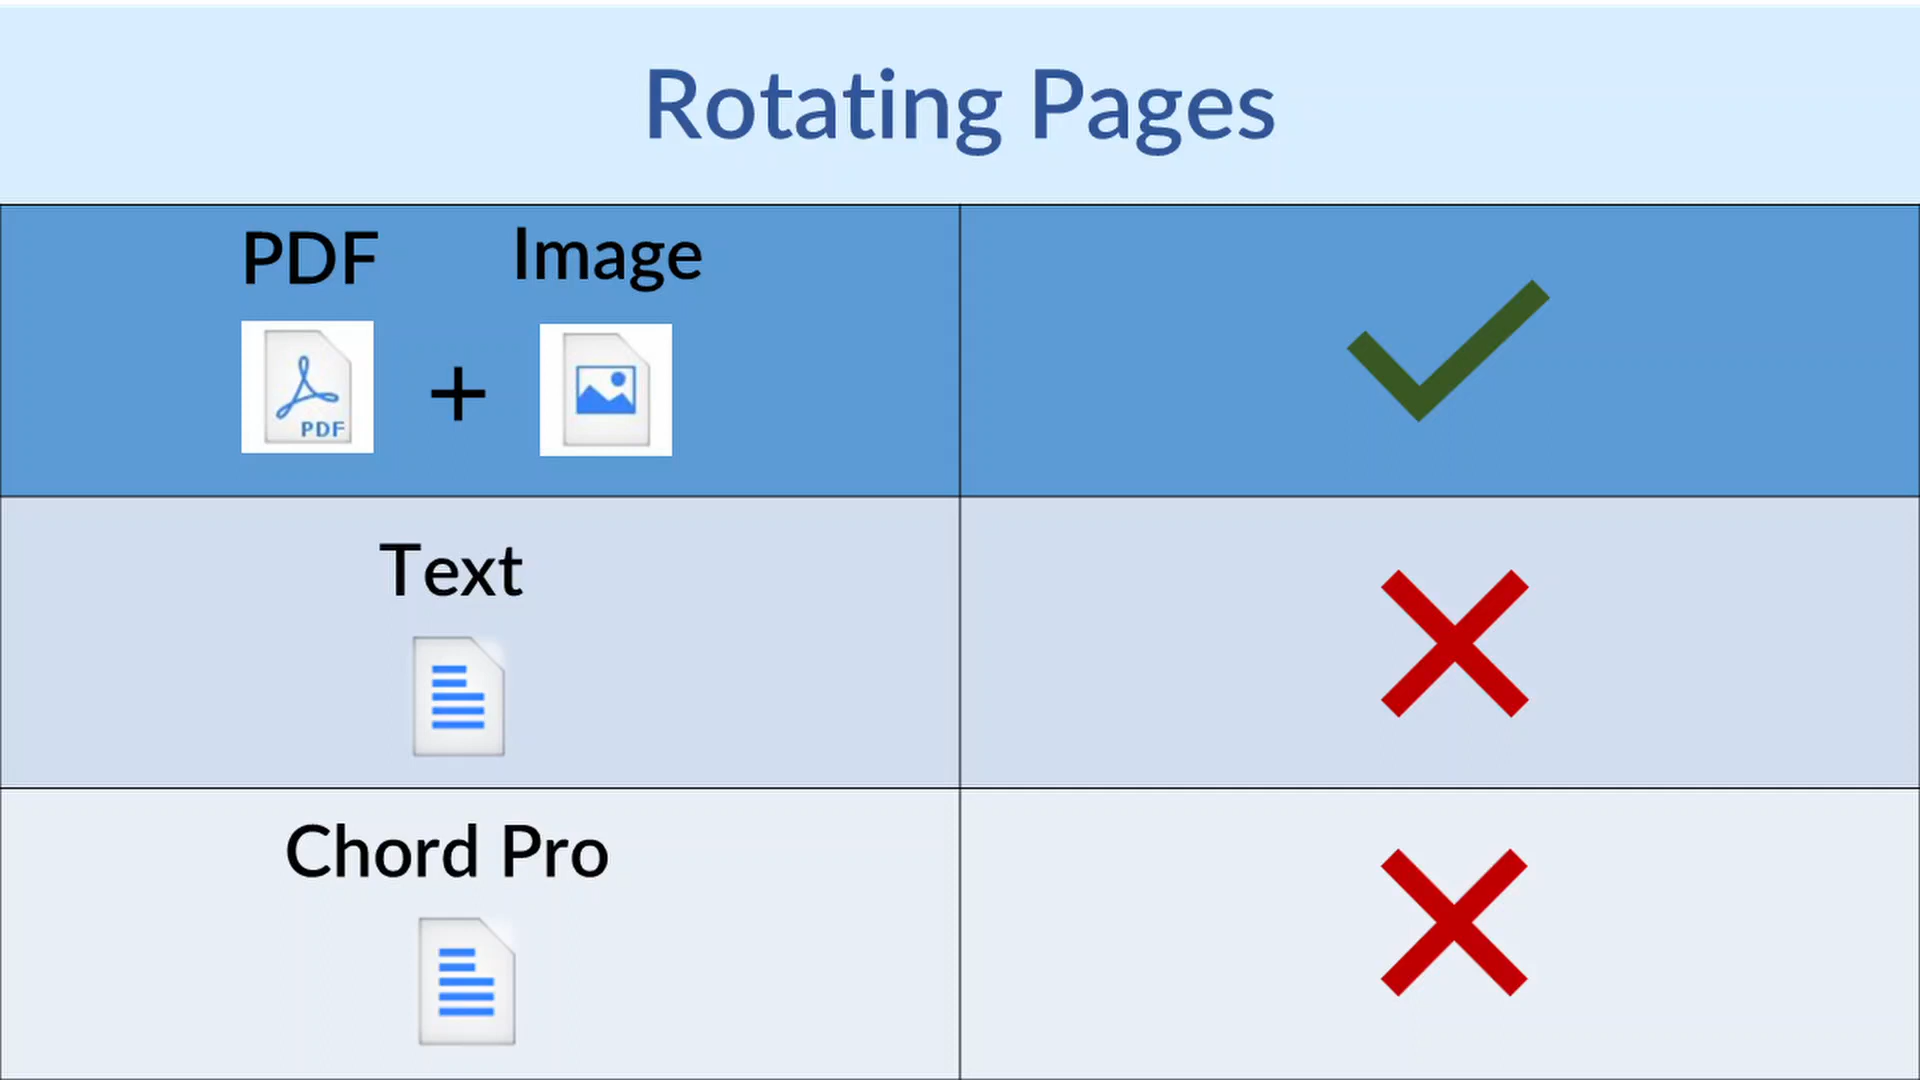 Rotating Pages
PDF Image
PDF
+
Text
Chord Pro